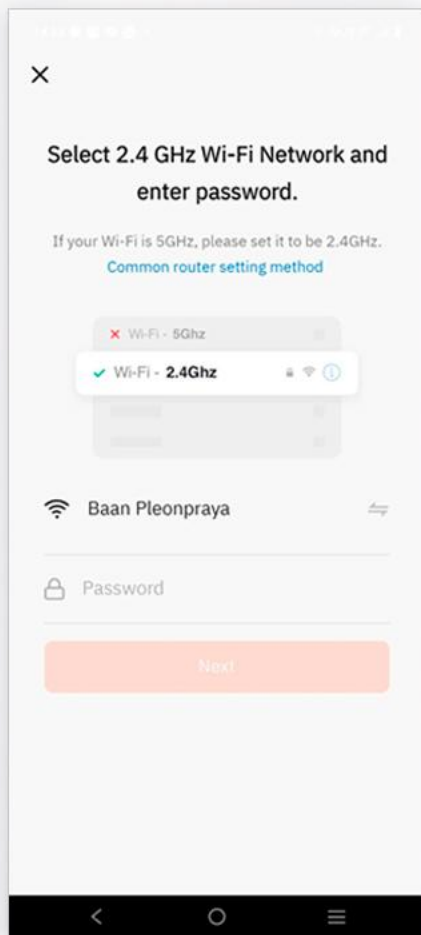 Select 2.4 GHz Wi-Fi Network and
enter password.
If your Wi-Fi is 5GHz, please set it to be 2.4GHz.
Common router setting method
Wi-Fi - 5Ghz
Wi-Fi - 2.4Ghz
Baan Pleonpraya
Password
Next